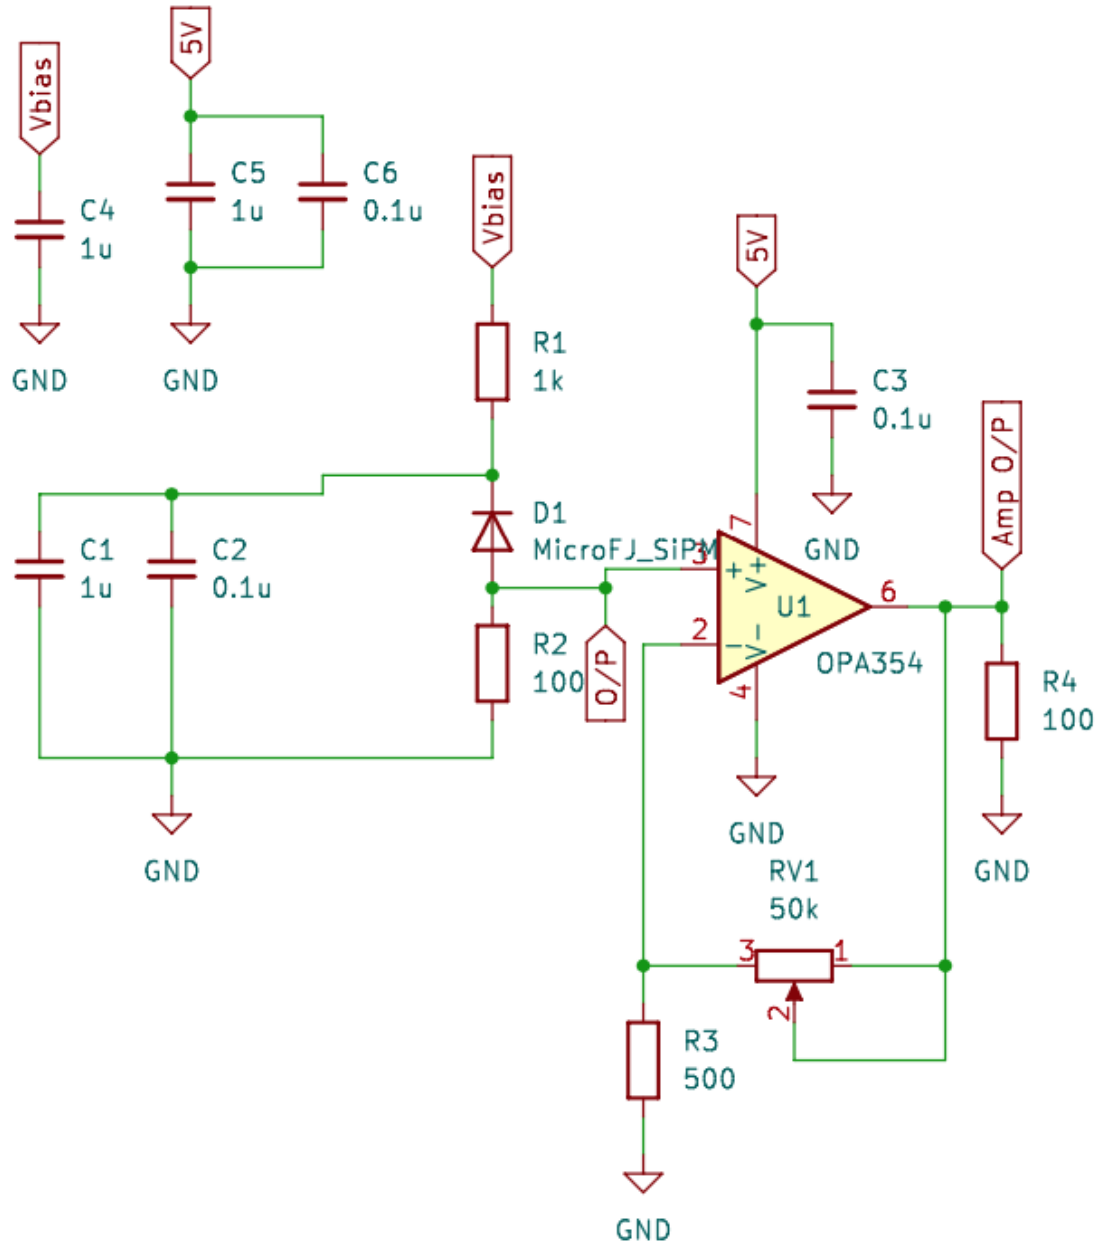 Vbias
5V
C4
1u
GND
C5
1u
C6
0.1u
GND
Vbias
R1
1k
5V
C3
0.1u
GND
Amp O/P
C1
1u
C2
0.1u
GND
D1
MicroFJ_SiPM
R2
100
O/P
3
2
7
4
6
+
-
V+
V-
U1
OPA354
GND
R4
100
GND
RV1
50k
3
1
2
R3
500
GND